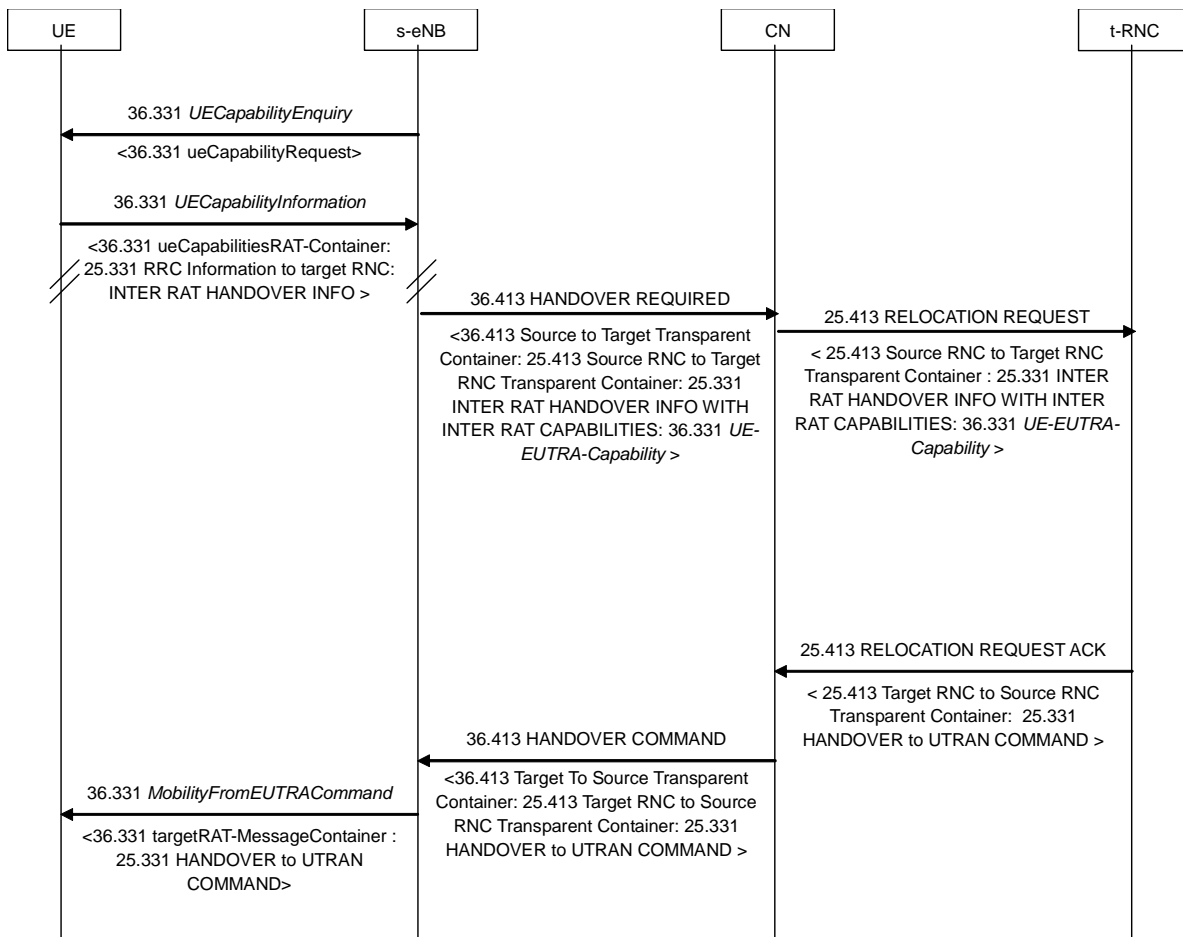 UE
s-eNB
CN
t-RNC
36.331 UECapabilityEnquiry
<36.331 ueCapabilityRequest>
36.331 UECapabilityInformation
<36.331 ueCapabilitiesRAT-Container:
25.331 RRC Information to target RNC:
INTER RAT HANDOVER INFO >
36.413 HANDOVER REQUIRED
<36.413 Source to Target Transparent
Container: 25.413 Source RNC to Target
RNC Transparent Container: 25.331
INTER RAT HANDOVER INFO WITH
INTER RAT CAPABILITIES: 36.331 UE-
EUTRA-Capability >
25.413 RELOCATION REQUEST
< 25.413 Source RNC to Target RNC
Transparent Container : 25.331 INTER
RAT HANDOVER INFO WITH INTER
RAT CAPABILITIES: 36.331 UE-EUTRA-
Capability >
25.413 RELOCATION REQUEST ACK
< 25.413 Target RNC to Source RNC
Transparent Container:  25.331
HANDOVER to UTRAN COMMAND >
36.413 HANDOVER COMMAND
<36.413 Target To Source Transparent
Container: 25.413 Target RNC to Source
RNC Transparent Container: 25.331
HANDOVER to UTRAN COMMAND >
36.331 MobilityFromEUTRACommand
<36.331 targetRAT-MessageContainer :
25.331 HANDOVER to UTRAN
COMMAND>